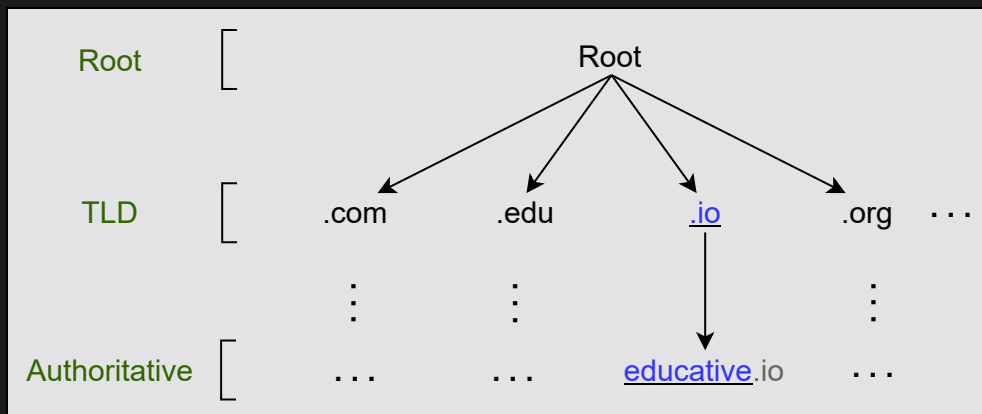 Root Root
TLD .com .edu .io .org ...
Authoritative ... ... educative.io ...